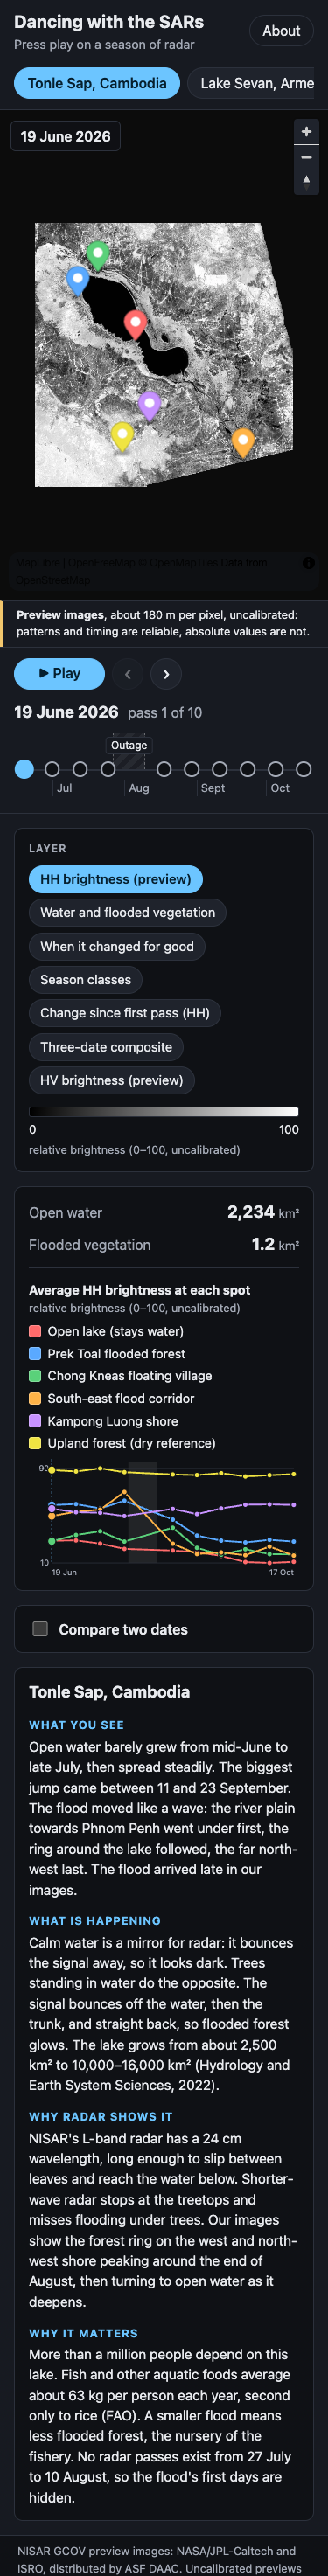 Dancing with the SARs
Press play on a season of radar
About
Tonle Sap, Cambodia
Lake Sevan, Arme
19 June 2026
MapLibre | OpenFreeMap © OpenMapTiles Data from
OpenStreetMap
Preview images, about 180 m per pixel, uncalibrated:
patterns and timing are reliable, absolute values are not.
Play
19 June 2026 pass 1 of 10
Outage
Jul Aug Sept Oct
LAYER
HH brightness (preview)
Water and flooded vegetation
When it changed for good
Season classes
Change since first pass (HH)
Three-date composite
HV brightness (preview)
0 100
relative brightness (0–100, uncalibrated)
Open water 2,234 km²
Flooded vegetation 1.2 km²
Average HH brightness at each spot
relative brightness (0–100, uncalibrated)
Open lake (stays water)
Prek Toal flooded forest
Chong Kneas floating village
South-east flood corridor
Kampong Luong shore
Upland forest (dry reference)
90
10
19 Jun 17 Oct
Compare two dates
Tonle Sap, Cambodia
WHAT YOU SEE
Open water barely grew from mid-June to
late July, then spread steadily. The biggest
jump came between 11 and 23 September.
The flood moved like a wave: the river plain
towards Phnom Penh went under first, the
ring around the lake followed, the far north-
west last. The flood arrived late in our
images.
WHAT IS HAPPENING
Calm water is a mirror for radar: it bounces
the signal away, so it looks dark. Trees
standing in water do the opposite. The
signal bounces off the water, then the
trunk, and straight back, so flooded forest
glows. The lake grows from about 2,500
km² to 10,000–16,000 km² (Hydrology and
Earth System Sciences, 2022).
WHY RADAR SHOWS IT
NISAR's L-band radar has a 24 cm
wavelength, long enough to slip between
leaves and reach the water below. Shorter-
wave radar stops at the treetops and
misses flooding under trees. Our images
show the forest ring on the west and north-
west shore peaking around the end of
August, then turning to open water as it
deepens.
WHY IT MATTERS
More than a million people depend on this
lake. Fish and other aquatic foods average
about 63 kg per person each year, second
only to rice (FAO). A smaller flood means
less flooded forest, the nursery of the
fishery. No radar passes exist from 27 July
to 10 August, so the flood's first days are
hidden.
NISAR GCOV preview images: NASA/JPL-Caltech and
ISRO, distributed by ASF DAAC. Uncalibrated previews